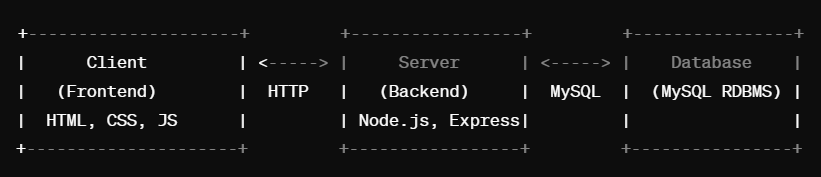 +---------------------+         +-----------------+         +----------------+
|      Client         | <-----> |     Server      | <-----> |    Database    |
|   (Frontend)        |  HTTP   |   (Backend)     |  MySQL  |  (MySQL RDBMS) |
|  HTML, CSS, JS      |         | Node.js, Express|         |                |
+---------------------+         +-----------------+         +----------------+